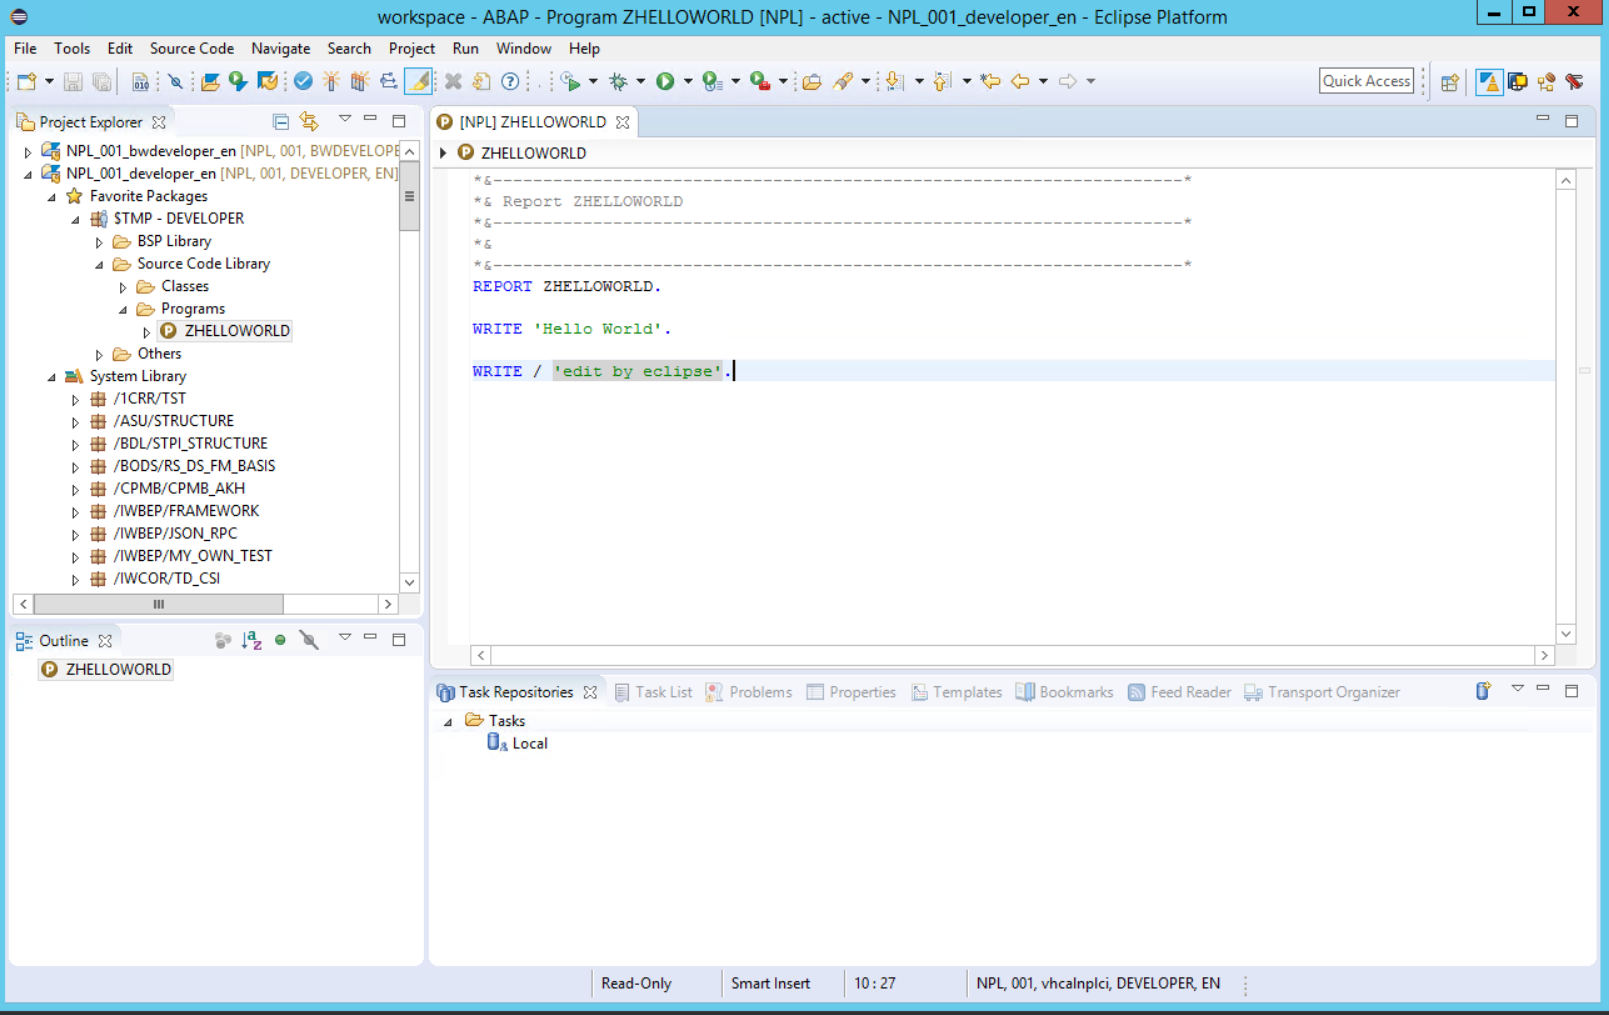 workspace - ABAP - Program ZHELLOWORLD [NPL] - active - NPL_001_developer_en - Eclipse Platform
File Tools Edit Source Code Navigate Search Project Run Window Help
Quick Access
Project Explorer
NPL_001_bwdeveloper_en [NPL, 001, BWDEVELOPE
NPL_001_developer_en [NPL, 001, DEVELOPER, EN]
Favorite Packages
$TMP - DEVELOPER
BSP Library
Source Code Library
Classes
Programs
ZHELLOWORLD
Others
System Library
/1CRR/TST
/ASU/STRUCTURE
/BDL/STPI_STRUCTURE
/BODS/RS_DS_FM_BASIS
/CPMB/CPMB_AKH
/IWBEP/FRAMEWORK
/IWBEP/JSON_RPC
/IWBEP/MY_OWN_TEST
/IWCOR/TD_CSI
Outline
ZHELLOWORLD
[NPL] ZHELLOWORLD
ZHELLOWORLD
*&---------------------------------------------------------------------*
*& Report ZHELLOWORLD
*&---------------------------------------------------------------------*
*&
*&---------------------------------------------------------------------*
REPORT ZHELLOWORLD.
WRITE 'Hello World'.
WRITE / 'edit by eclipse'.
Task Repositories Task List Problems Properties Templates Bookmarks Feed Reader Transport Organizer
Tasks
Local
Read-Only Smart Insert 10 : 27 NPL, 001, vhcalnplci, DEVELOPER, EN